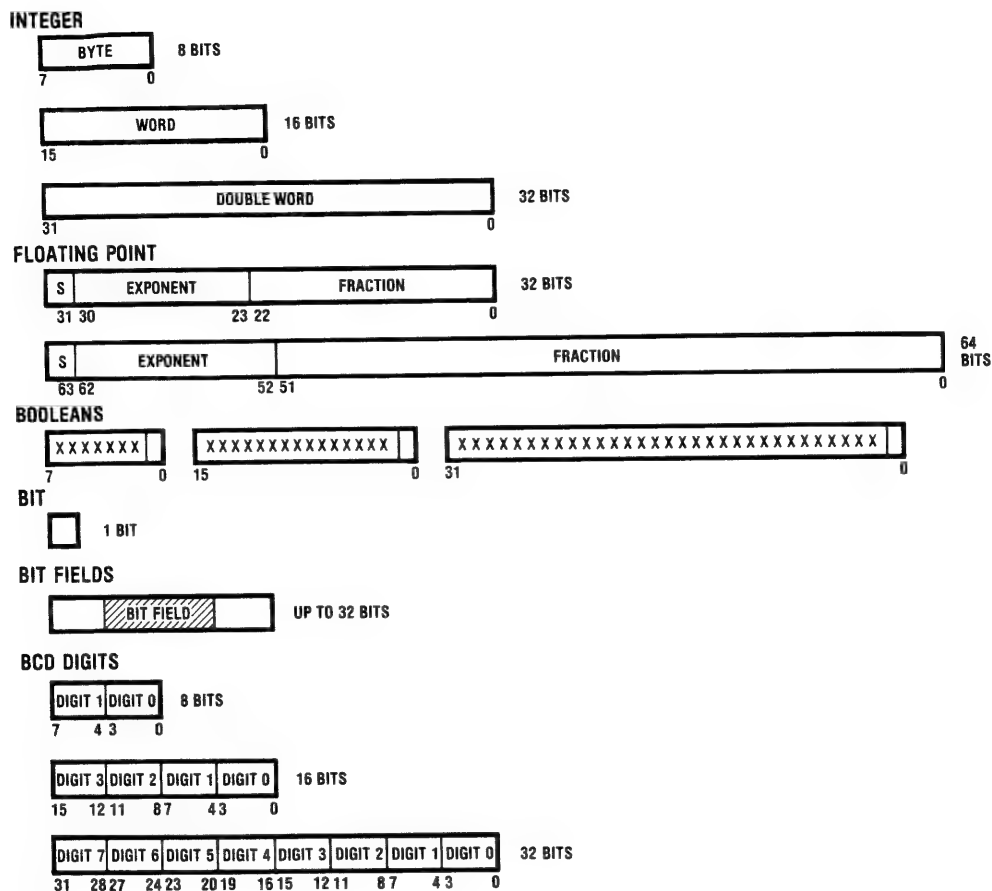 INTEGER
BYTE 8 BITS
7 0
WORD 16 BITS
15 0
DOUBLE WORD 32 BITS
31 0
FLOATING POINT
S EXPONENT FRACTION 32 BITS
31 30 23 22 0
S EXPONENT FRACTION 64 BITS
63 62 52 51 0
BOOLEANS
X X X X X X X X X X X X X X X X X X X X X X X X X X X X X X X X X X X X X X X X X X X X X X X X X X X X X
7 0 15 0 31 0
BIT
1 BIT
BIT FIELDS
BIT FIELD UP TO 32 BITS
BCD DIGITS
DIGIT 1 DIGIT 0 8 BITS
7 4 3 0
DIGIT 3 DIGIT 2 DIGIT 1 DIGIT 0 16 BITS
15 12 11 8 7 4 3 0
DIGIT 7 DIGIT 6 DIGIT 5 DIGIT 4 DIGIT 3 DIGIT 2 DIGIT 1 DIGIT 0 32 BITS
31 28 27 24 23 20 19 16 15 12 11 8 7 4 3 0